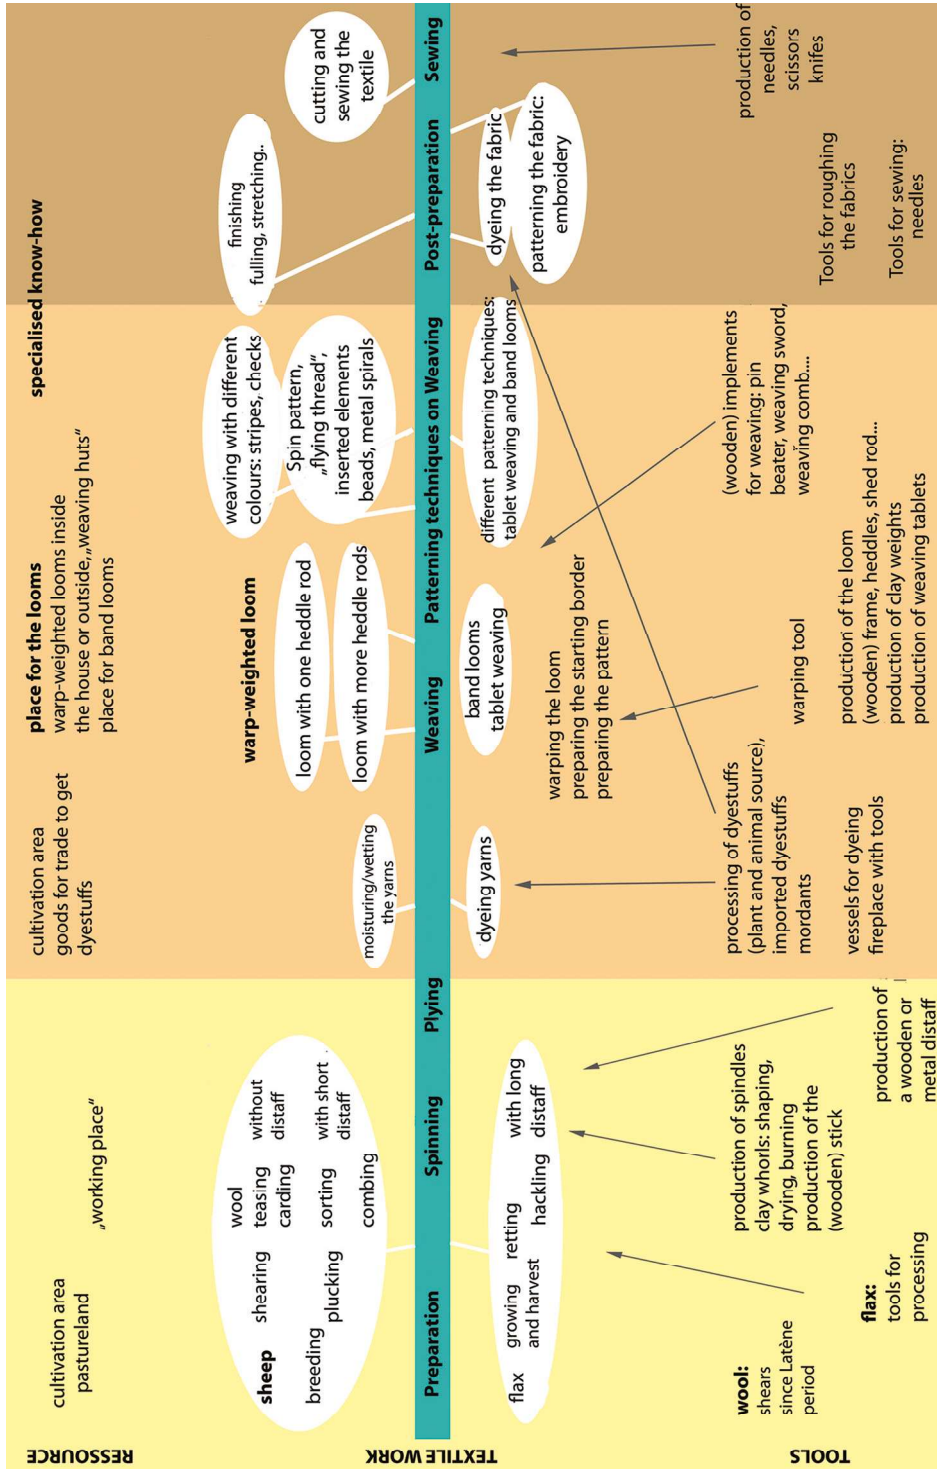 RESSOURCE
cultivation area
pastureland
„working place“
cultivation area
goods for trade to get
dyestuffs
place for the looms
warp-weighted looms inside
the house or outside,„weaving huts“
place for band looms
specialised know-how
TEXTILE WORK
sheep
breeding
shearing
plucking
wool
teasing
carding
sorting
combing
without
distaff
with short
distaff
moisturing/wetting
the yarns
warp-weighted loom
loom with one heddle rod
loom with more heddle rods
weaving with different
colours: stripes, checks
Spin pattern,
„flying thread“,
inserted elements
beads, metal spirals
finishing
fulling, stretching..
cutting and
sewing the
textile
Preparation
Spinning
Plying
Weaving
Patterning techniques on Weaving
Post-preparation
Sewing
flax
growing
and harvest
retting
hackling
with long
distaff
dyeing yarns
band looms
tablet weaving
different patterning techniques:
tablet weaving and band looms
dyeing the fabric
patterning the fabric:
embroidery
warping the loom
preparing the starting border
preparing the pattern
TOOLS
wool:
shears
since Latène
period
flax:
tools for
processing
production of spindles
clay whorls: shaping,
drying, burning
production of the
(wooden) stick
production of
a wooden or
metal distaff
processing of dyestuffs
(plant and animal source),
imported dyestuffs
mordants
vessels for dyeing
fireplace with tools
warping tool
production of the loom
(wooden) frame, heddles, shed rod...
production of clay weights
production of weaving tablets
(wooden) implements
for weaving: pin
beater, weaving sword,
weaving comb....
production of
needles,
scissors
knifes
Tools for roughing
the fabrics
Tools for sewing:
needles